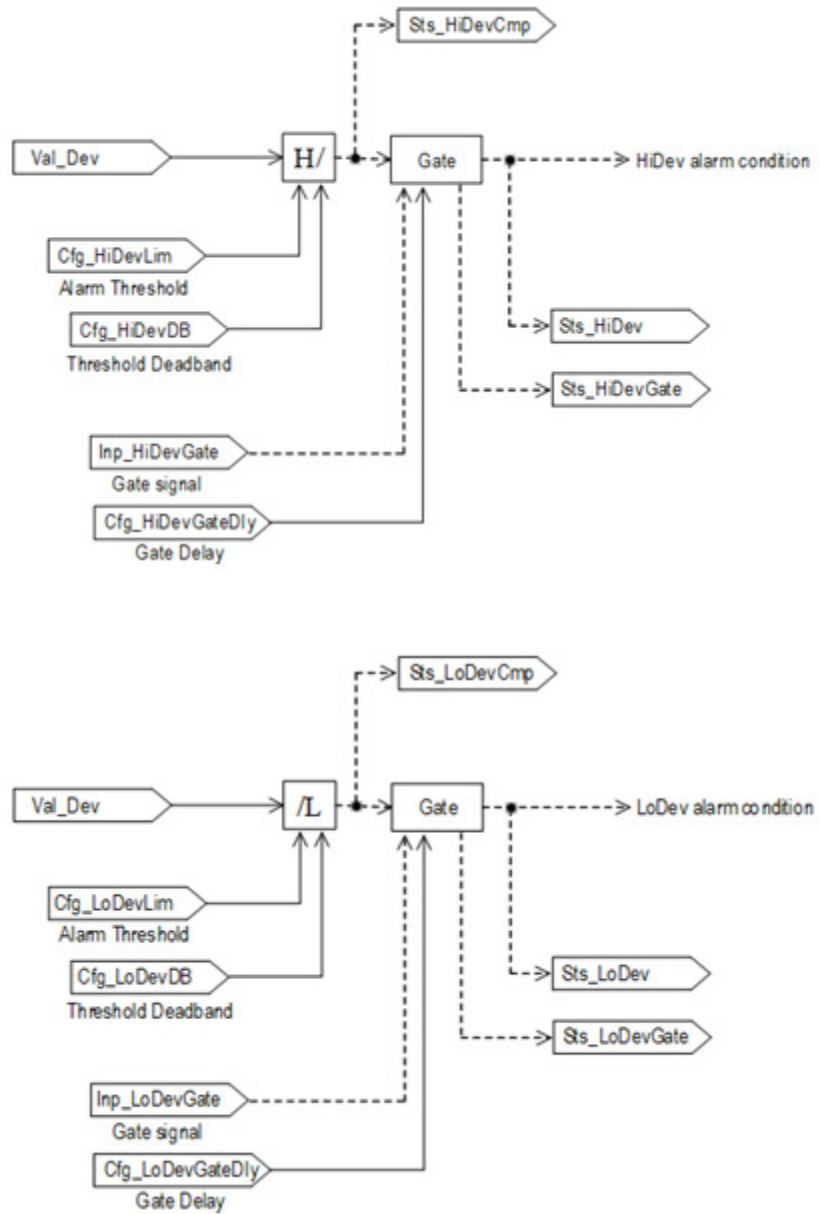 Sts_HiDevCmp
Val_Dev
H/
Gate
HiDev alarm condition
Cfg_HiDevLim
Alarm Threshold
Cfg_HiDevDB
Threshold Deadband
Sts_HiDev
Sts_HiDevGate
Inp_HiDevGate
Gate signal
Cfg_HiDevGateDly
Gate Delay
Sts_LoDevCmp
Val_Dev
/L
Gate
LoDev alarm condition
Cfg_LoDevLim
Alarm Threshold
Cfg_LoDevDB
Threshold Deadband
Sts_LoDev
Sts_LoDevGate
Inp_LoDevGate
Gate signal
Cfg_LoDevGateDly
Gate Delay